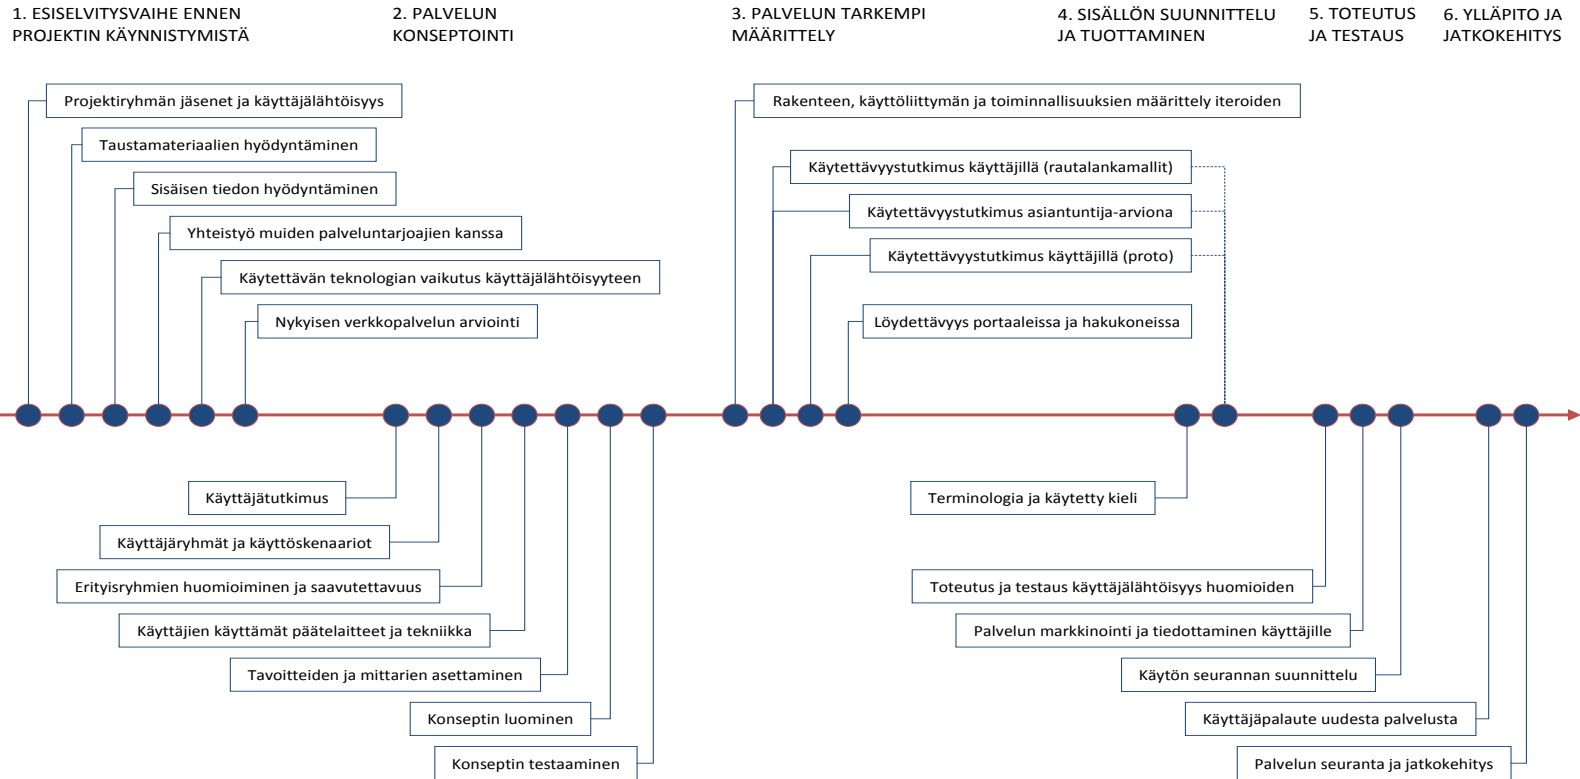 1. ESISELVITYSVAIHE ENNEN
PROJEKTIN KÄYNNISTYMISTÄ
2. PALVELUN
KONSEPTOINTI
3. PALVELUN TARKEMPI
MÄÄRITTELY
4. SISÄLLÖN SUUNNITTELU
JA TUOTTAMINEN
5. TOTEUTUS
JA TESTAUS
6. YLLÄPITO JA
JATKOKEHITYS
Projektiryhmän jäsenet ja käyttäjälähtöisyys
Taustamateriaalien hyödyntäminen
Sisäisen tiedon hyödyntäminen
Yhteistyö muiden palveluntarjoajien kanssa
Käytettävän teknologian vaikutus käyttäjälähtöisyyteen
Nykyisen verkkopalvelun arviointi
Rakenteen, käyttöliittymän ja toiminnallisuuksien määrittely iteroiden
Käytettävyystutkimus käyttäjillä (rautalankamallit)
Käytettävyystutkimus asiantuntija-arviona
Käytettävyystutkimus käyttäjillä (proto)
Löydettävyys portaaleissa ja hakukoneissa
Käyttäjätutkimus
Käyttäjäryhmät ja käyttöskenaariot
Erityisryhmien huomioiminen ja saavutettavuus
Käyttäjien käyttämät päätelaitteet ja tekniikka
Tavoitteiden ja mittarien asettaminen
Konseptin luominen
Konseptin testaaminen
Terminologia ja käytetty kieli
Toteutus ja testaus käyttäjälähtöisyys huomioiden
Palvelun markkinointi ja tiedottaminen käyttäjille
Käytön seurannan suunnittelu
Käyttäjäpalaute uudesta palvelusta
Palvelun seuranta ja jatkokehitys